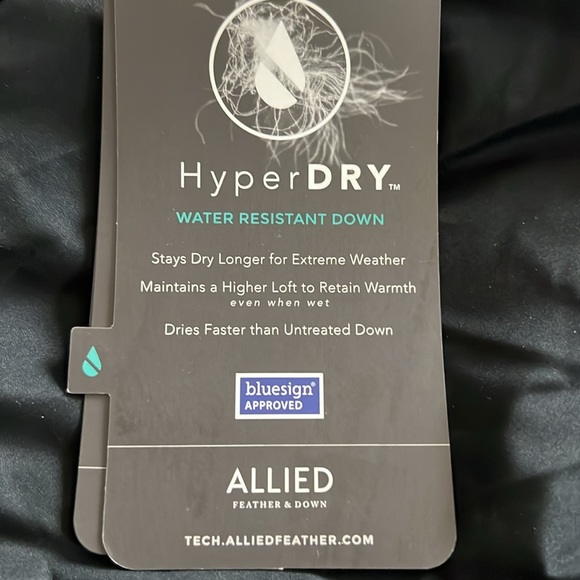 HyperDRY™
WATER RESISTANT DOWN
Stays Dry Longer for Extreme Weather
Maintains a Higher Loft to Retain Warmth
even when wet
Dries Faster than Untreated Down
bluesign®
APPROVED
ALLIED
FEATHER & DOWN
TECH.ALLIEDFEATHER.COM